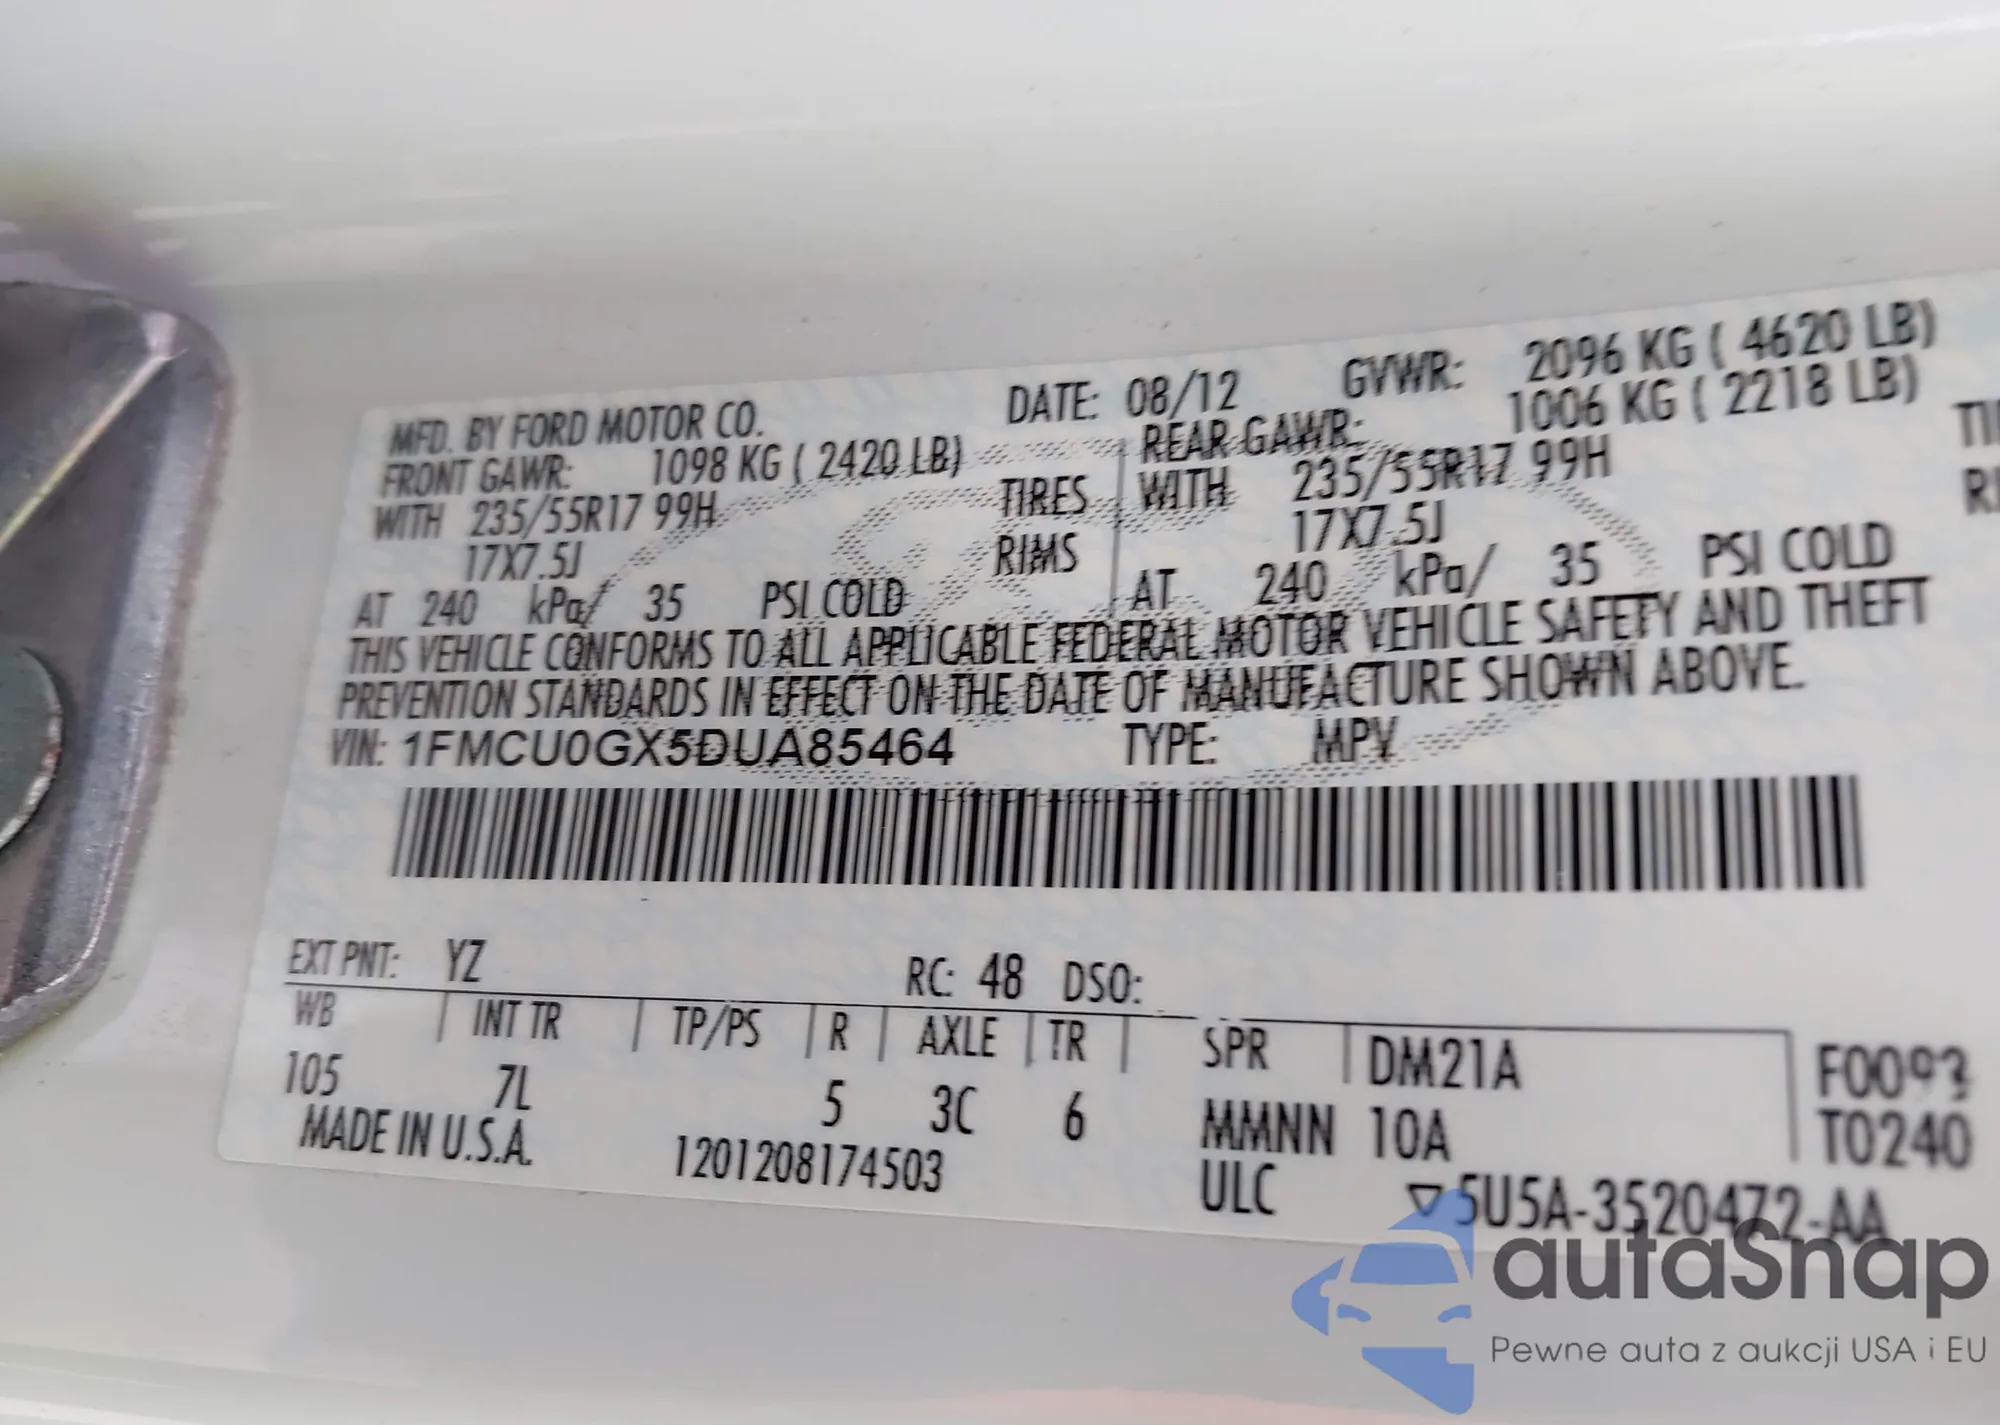 MFD. BY FORD MOTOR CO. DATE: 08/12 GVWR: 2096 KG ( 4620 LB)
FRONT GAWR: 1098 KG ( 2420 LB) REAR GAWR: 1006 KG ( 2218 LB)
WITH 235/55R17 99H TIRES WITH 235/55R17 99H
17X7.5J RIMS 17X7.5J
AT 240 kPa/ 35 PSI COLD AT 240 kPa/ 35 PSI COLD
THIS VEHICLE CONFORMS TO ALL APPLICABLE FEDERAL MOTOR VEHICLE SAFETY AND THEFT
PREVENTION STANDARDS IN EFFECT ON THE DATE OF MANUFACTURE SHOWN ABOVE.
VIN: 1FMCU0GX5DUA85464 TYPE: MPV
EXT PNT: YZ RC: 48 DSO:
WB INT TR TP/PS R AXLE TR SPR DM21A
105 7L 5 3C 6 MMNN 10A T0240
MADE IN U.S.A. 1201208174503 ULC ▽5U5A-3520472-AA
autaSnap
Pewne auta z aukcji USA i EU